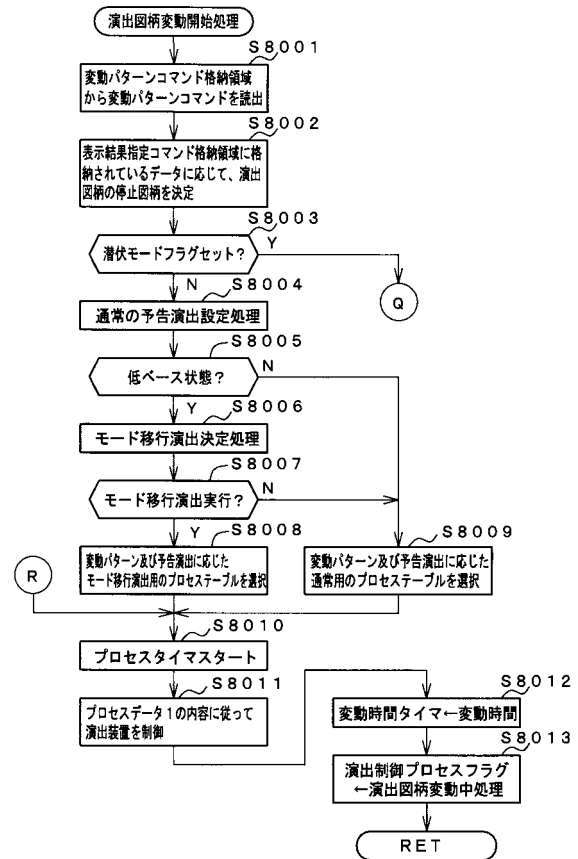 演出図柄変動開始処理
S8001
変動パターンコマンド格納領域
から変動パターンコマンドを読出
S8002
表示結果指定コマンド格納領域に格
納されているデータに応じて、演出
図柄の停止図柄を決定
S8003
潜伏モードフラグセット？
Y
Q
N
S8004
通常の予告演出設定処理
S8005
低ベース状態？
N
Y
S8006
モード移行演出決定処理
S8007
モード移行演出実行？
N
Y
S8008
変動パターン及び予告演出に応じた
モード移行演出用のプロセステーブルを選択
S8009
変動パターン及び予告演出に応じた
通常用のプロセステーブルを選択
R
S8010
プロセスタイマスタート
S8011
プロセスデータ１の内容に従って
演出装置を制御
S8012
変動時間タイマ←変動時間
S8013
演出制御プロセスフラグ
←演出図柄変動中処理
RET